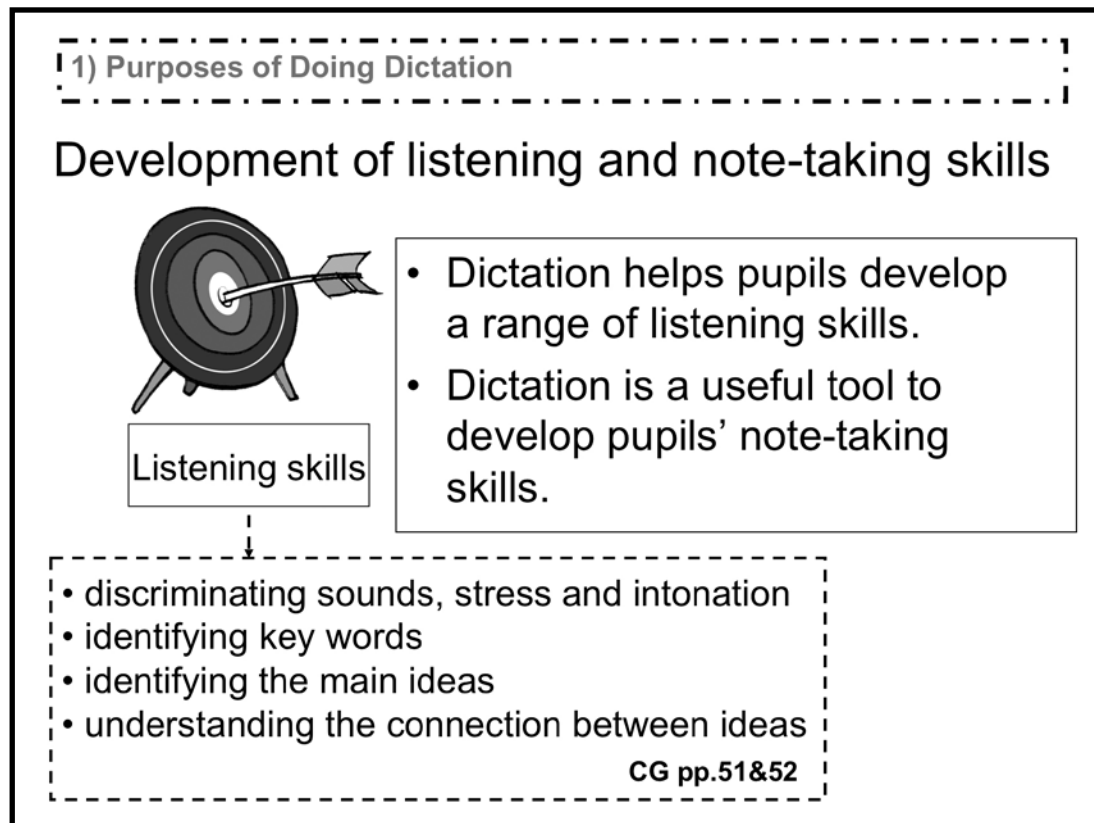 1) Purposes of Doing Dictation
Development of listening and note-taking skills
• Dictation helps pupils develop
a range of listening skills.
• Dictation is a useful tool to
develop pupils’ note-taking
skills.
Listening skills
• discriminating sounds, stress and intonation
• identifying key words
• identifying the main ideas
• understanding the connection between ideas
CG pp.51&52